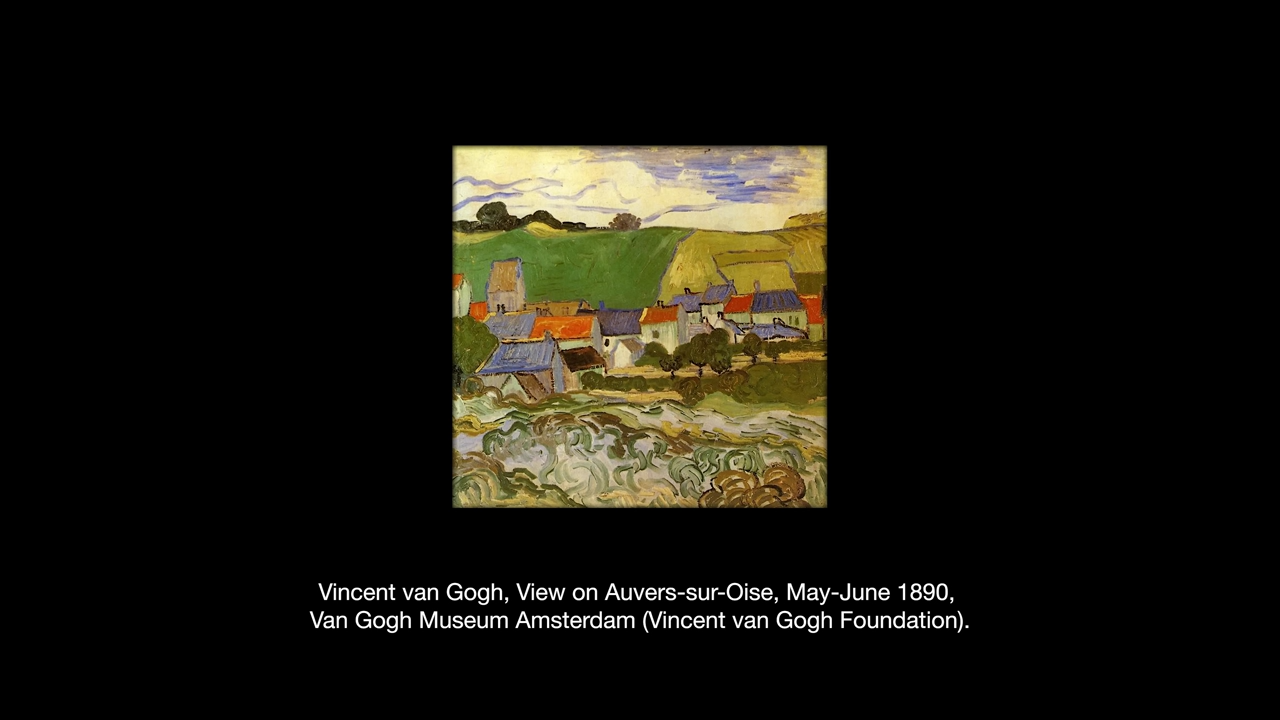 Vincent van Gogh, View on Auvers-sur-Oise, May-June 1890,
Van Gogh Museum Amsterdam (Vincent van Gogh Foundation).